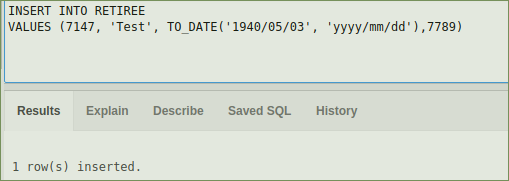 INSERT INTO RETIREE
VALUES (7147, 'Test', TO_DATE('1940/05/03', 'yyyy/mm/dd'),7789)
Results Explain Describe Saved SQL History
1 row(s) inserted.